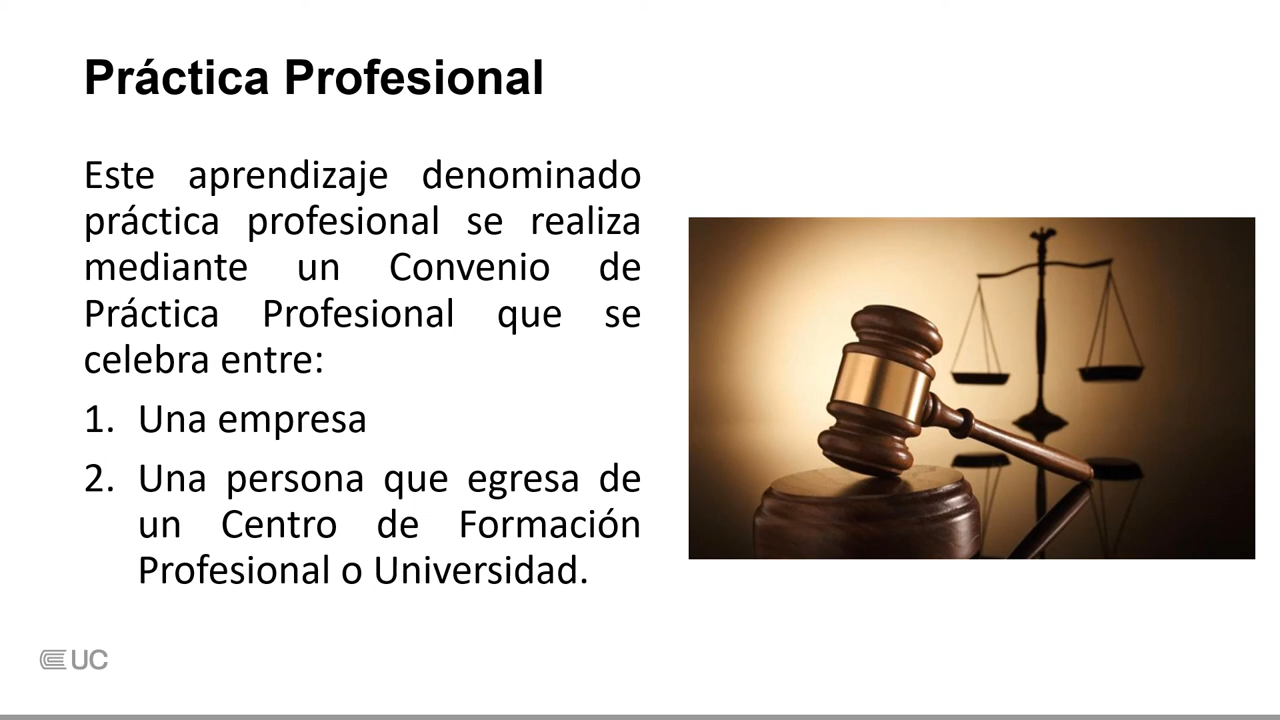 Práctica Profesional
Este aprendizaje denominado
práctica profesional se realiza
mediante un Convenio de
Práctica Profesional que se
celebra entre:
1. Una empresa
2. Una persona que egresa de
un Centro de Formación
Profesional o Universidad.
UC